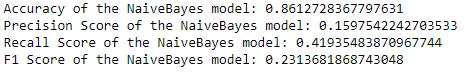 Accuracy of the NaiveBayes model: 0.8612728367797631
Precision Score of the NaiveBayes model: 0.1597542242703533
Recall Score of the NaiveBayes model: 0.41935483870967744
F1 Score of the NaiveBayes model: 0.2313681868743048